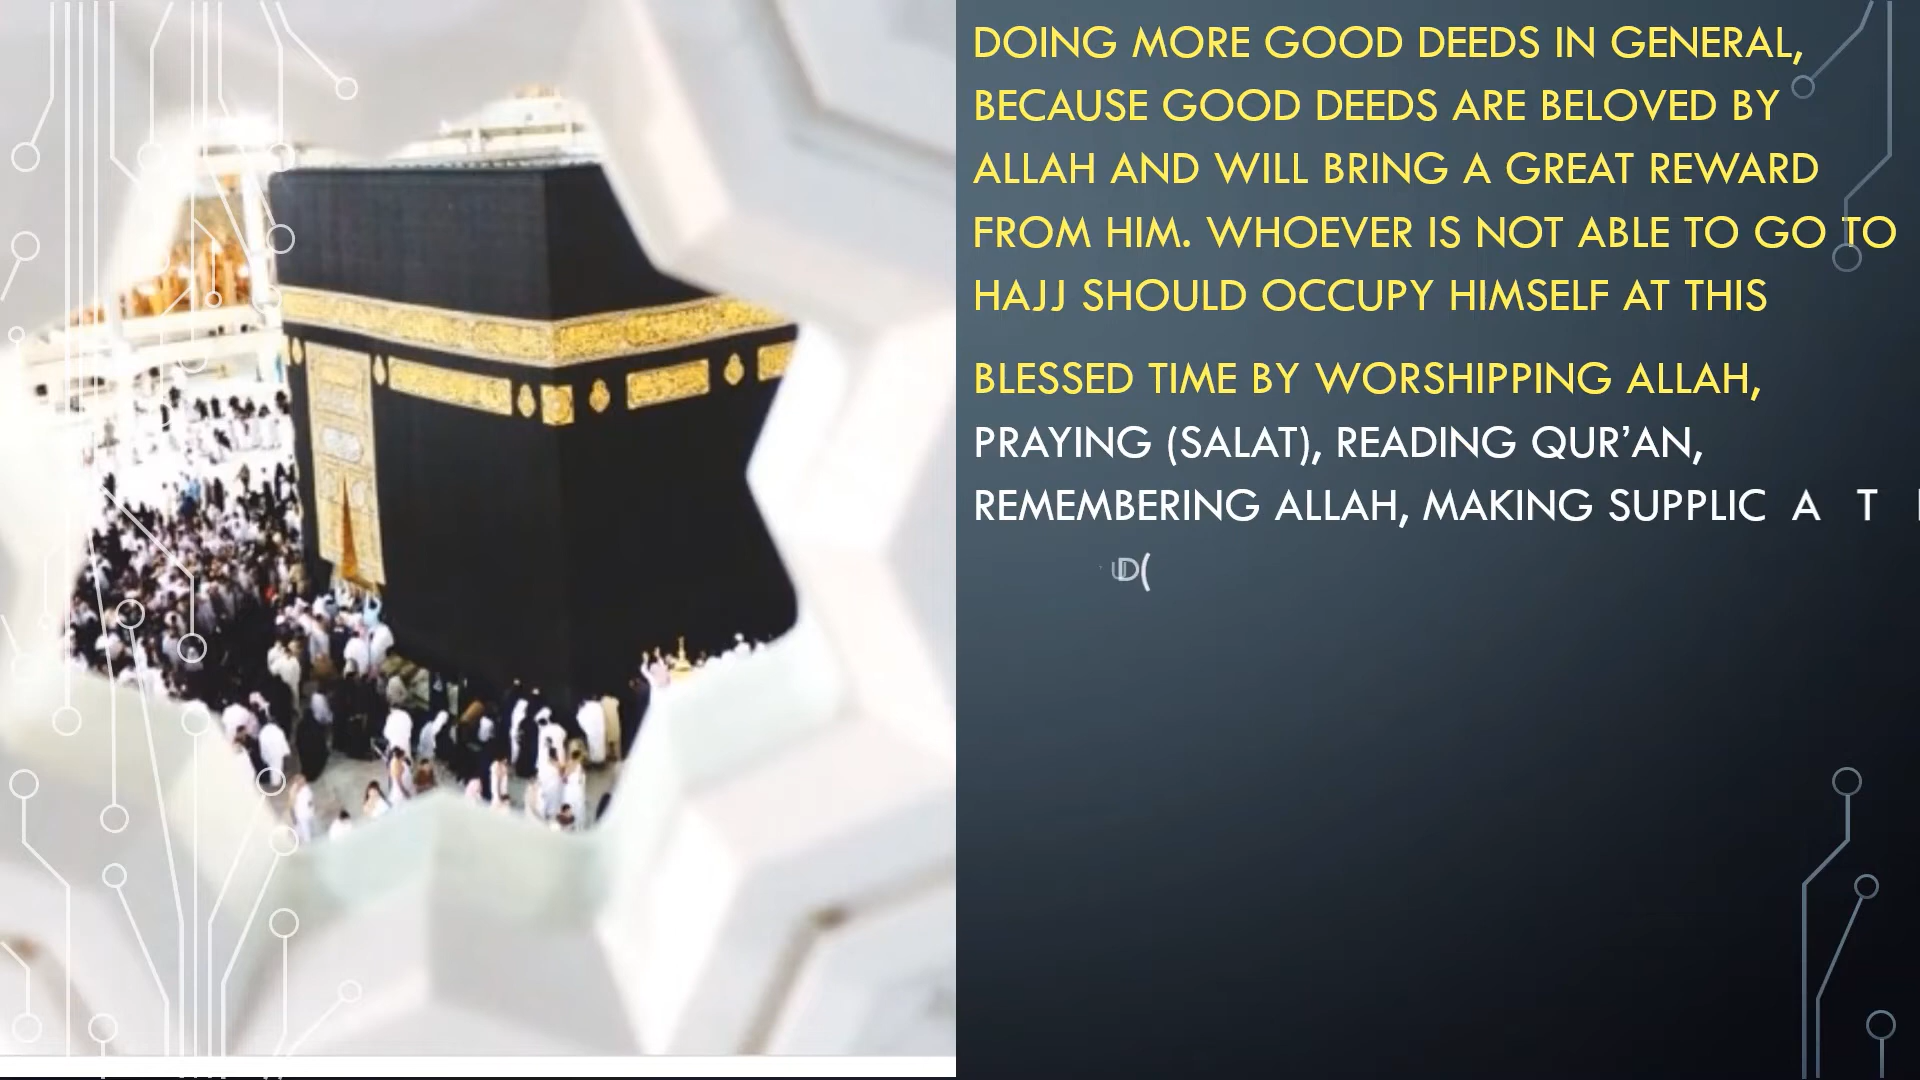 DOING MORE GOOD DEEDS IN GENERAL,
BECAUSE GOOD DEEDS ARE BELOVED BY
ALLAH AND WILL BRING A GREAT REWARD
FROM HIM. WHOEVER IS NOT ABLE TO GO TO
HAJJ SHOULD OCCUPY HIMSELF AT THIS
BLESSED TIME BY WORSHIPPING ALLAH,
PRAYING (SALAT), READING QUR’AN,
REMEMBERING ALLAH, MAKING